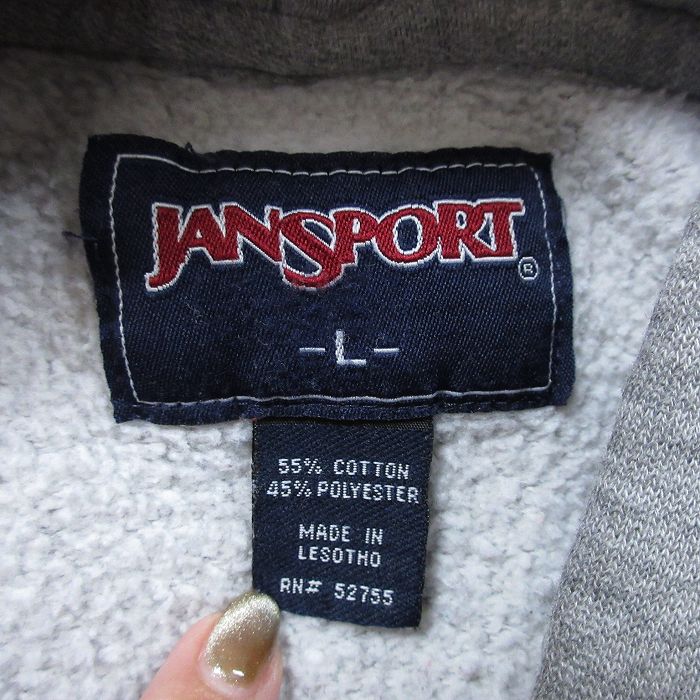 JANSPORT
®
-L-
55% COTTON
45% POLYESTER
MADE IN
LESOTHO
RN# 52755